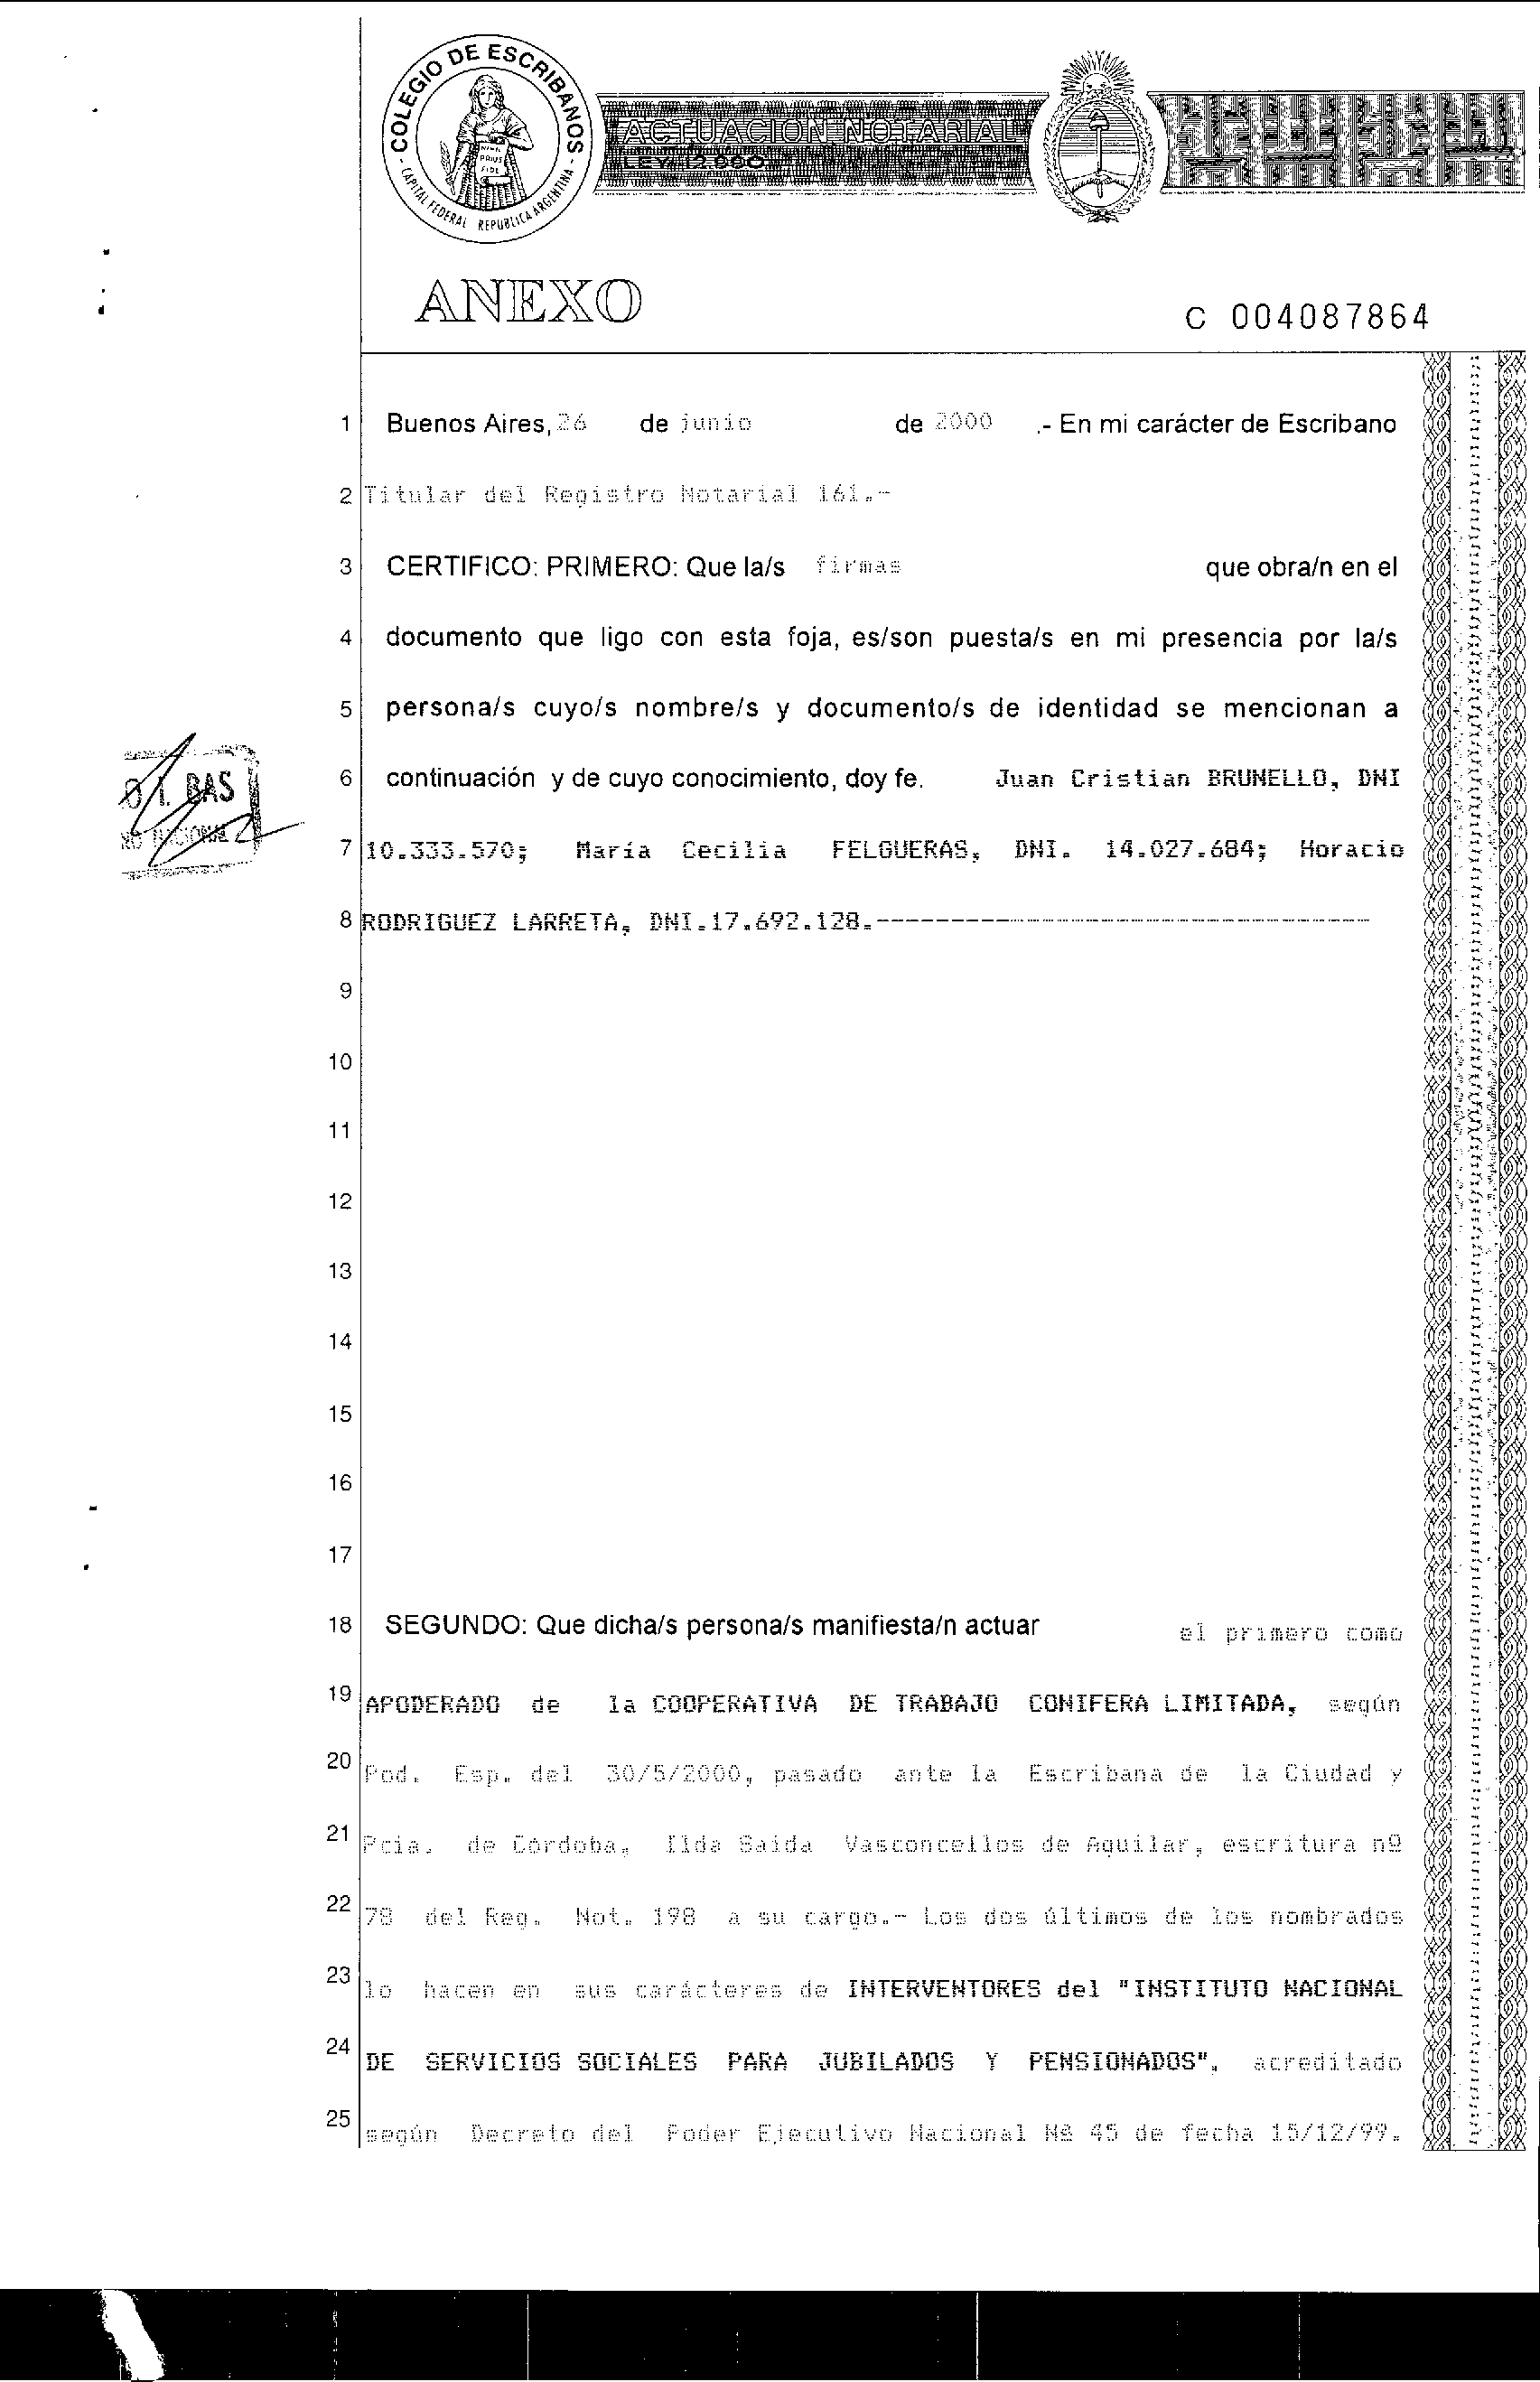 COLEGIO DE ESCRIBANOS
- CAPITAL FEDERAL REPUBLICA ARGENTINA -
ACTUACION NOTARIAL
LEY 12.990
ANEXO
C 004087864
1 Buenos Aires, 26 de junio de 2000 .- En mi carácter de Escribano
2 Titular del Registro Notarial 161.-
3 CERTIFICO: PRIMERO: Que la/s firmas que obra/n en el
4 documento que ligo con esta foja, es/son puesta/s en mi presencia por la/s
5 persona/s cuyo/s nombre/s y documento/s de identidad se mencionan a
6 continuación y de cuyo conocimiento, doy fe. Juan Cristian BRUNELLO, DNI
7 10.333.570; María Cecilia FELGUERAS, DNI. 14.027.684; Horacio
8 RODRIGUEZ LARRETA, DNI.17.692.128.-----------------------------------
9
10
11
12
13
14
15
16
17
18 SEGUNDO: Que dicha/s persona/s manifiesta/n actuar el primero como
19 APODERADO de la COOPERATIVA DE TRABAJO CONIFERA LIMITADA, según
20 Pod. Esp. del 30/5/2000, pasado ante la Escribana de la Ciudad y
21 Pcia. de Córdoba, Ilda Saida Vasconcellos de Aguilar, escritura nº
22 78 del Reg. Not. 198 a su cargo.- Los dos últimos de los nombrados
23 lo hacen en sus carácteres de INTERVENTORES del "INSTITUTO NACIONAL
24 DE SERVICIOS SOCIALES PARA JUBILADOS Y PENSIONADOS", acreditado
25 según Decreto del Poder Ejecutivo Nacional Nº 45 de fecha 15/12/99.
BAS